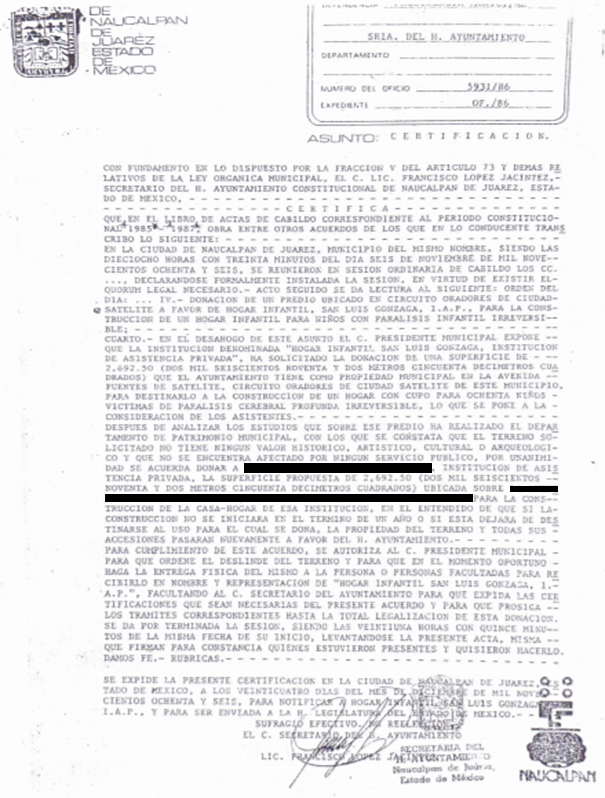 DE
NAUCALPAN
DE
JUARÉZ
ESTADO
DE
MEXICO
SRIA. DEL H. AYUNTAMIENTO
DEPARTAMENTO
NUMERO DEL OFICIO 5931/86
EXPEDIENTE OF./86
ASUNTO: CERTIFICACION.
CON FUNDAMENTO EN LO DISPUESTO POR LA FRACCION V DEL ARTICULO 73 Y DEMAS RE
LATIVOS DE LA LEY ORGANICA MUNICIPAL, EL C. LIC. FRANCISCO LOPEZ JACINTEZ,-
SECRETARIO DEL H. AYUNTAMIENTO CONSTITUCIONAL DE NAUCALPAN DE JUAREZ, ESTA-
DO DE MEXICO. - - - - - - - - - - - - - - - - - - - - - - - - - - - - - - -
- - - - - - - - - - - - - - - C E R T I F I C A - - - - - - - - - - - - - -
QUE EN EL LIBRO DE ACTAS DE CABILDO CORRESPONDIENTE AL PERIODO CONSTITUCIO-
NAL 1985 - 1987, OBRA ENTRE OTROS ACUERDOS DE LOS QUE EN LO CONDUCENTE TRANS
CRIBO LO SIGUIENTE: - - - - - - - - - - - - - - - - - - - - - - - - - - - -
EN LA CIUDAD DE NAUCALPAN DE JUAREZ, MUNICIPIO DEL MISMO NOMBRE, SIENDO LAS
DIECIOCHO HORAS CON TREINTA MINUTOS DEL DIA SEIS DE NOVIEMBRE DE MIL NOVE--
CIENTOS OCHENTA Y SEIS, SE REUNIERON EN SESION ORDINARIA DE CABILDO LOS CC.
..., DECLARANDOSE FORMALMENTE INSTALADA LA SESION, EN VIRTUD DE EXISTIR EL-
QUORUM LEGAL NECESARIO.- ACTO SEGUIDO SE DA LECTURA AL SIGUIENTE: ORDEN DEL
DIA: ... IV.- DONACION DE UN PREDIO UBICADO EN CIRCUITO ORADORES DE CIUDAD-
SATELITE A FAVOR DE HOGAR INFANTIL, SAN LUIS GONZAGA, I.A.P., PARA LA CONS-
TRUCCION DE UN HOGAR INFANTIL PARA NIÑOS CON PARALISIS INFANTIL IRREVERSI-
BLE; - - - - - - - - - - - - - - - - - - - - - - - - - - - - - - - - - - -
CUARTO.- EN EL DESAHOGO DE ESTE ASUNTO EL C. PRESIDENTE MUNICIPAL EXPONE --
QUE LA INSTITUCION DENOMINADA "HOGAR INFANTIL SAN LUIS GONZAGA, INSTITUCION
DE ASISTENCIA PRIVADA", HA SOLICITADO LA DONACION DE UNA SUPERFICIE DE - --
2,692.50 (DOS MIL SEISCIENTOS NOVENTA Y DOS METROS CINCUENTA DECIMETROS CUA
DRADOS) QUE EL AYUNTAMIENTO TIENE COMO PROPIEDAD MUNICIPAL EN LA AVENIDA --
FUENTES DE SATELITE, CIRCUITO ORADORES DE CIUDAD SATELITE DE ESTE MUNICIPIO,
PARA DESTINARLO A LA CONSTRUCCION DE UN HOGAR CON CUPO PARA OCHENTA NIÑOS -
VICTIMAS DE PARALISIS CEREBRAL PROFUNDA IRREVERSIBLE, LO QUE SE PONE A LA -
CONSIDERACION DE LOS ASISTENTES.- - - - - - - - - - - - - - - - - - - - - -
DESPUES DE ANALIZAR LOS ESTUDIOS QUE SOBRE ESE PREDIO HA REALIZADO EL DEPAR
TAMENTO DE PATRIMONIO MUNICIPAL, CON LOS QUE SE CONSTATA QUE EL TERRENO SO-
LICITADO NO TIENE NINGUN VALOR HISTORICO, ARTISTICO, CULTURAL O ARQUEOLOGI-
CO Y QUE NO SE ENCUENTRA AFECTADO POR NINGUN SERVICIO PUBLICO, POR UNANIMI-
DAD SE ACUERDA DONAR A , INSTITUCION DE ASIS
TENCIA PRIVADA, LA SUPERFICIE PROPUESTA DE 2,692.50 (DOS MIL SEISCIENTOS --
NOVENTA Y DOS METROS CINCUENTA DECIMETROS CUADRADOS) UBICADA SOBRE
PARA LA CONS-
TRUCCION DE LA CASA-HOGAR DE ESA INSTITUCION, EN EL ENTENDIDO DE QUE SI LA-
CONSTRUCCION NO SE INICIARA EN EL TERMINO DE UN AÑO O SI ESTA DEJARA DE DES
TINARSE AL USO PARA EL CUAL SE DONA, LA PROPIEDAD DEL TERRENO Y TODAS SUS -
ACCESIONES PASARAN NUEVAMENTE A FAVOR DEL H. AYUNTAMIENTO.- - - - - - - - -
PARA CUMPLIMIENTO DE ESTE ACUERDO, SE AUTORIZA AL C. PRESIDENTE MUNICIPAL -
PARA QUE ORDENE EL DESLINDE DEL TERRENO Y PARA QUE EN EL MOMENTO OPORTUNO -
HAGA LA ENTREGA FISICA DEL MISMO A LA PERSONA O PERSONAS FACULTADAS PARA RE
CIBIRLO EN NOMBRE Y REPRESENTACION DE "HOGAR INFANTIL SAN LUIS GONZAGA, I.-
A.P.", FACULTANDO AL C. SECRETARIO DEL AYUNTAMIENTO PARA QUE EXPIDA LAS CER
TIFICACIONES QUE SEAN NECESARIAS DEL PRESENTE ACUERDO Y PARA QUE PROSIGA --
LOS TRAMITES CORRESPONDIENTES HASTA LA TOTAL LEGALIZACION DE ESTA DONACION.
SE DA POR TERMINADA LA SESION, SIENDO LAS VEINTIUNA HORAS CON QUINCE MINU--
TOS DE LA MISMA FECHA DE SU INICIO, LEVANTANDOSE LA PRESENTE ACTA, MISMA --
QUE FIRMAN PARA CONSTANCIA QUIENES ESTUVIERON PRESENTES Y QUISIERON HACERLO.
DAMOS FE.- RUBRICAS.- - - - - - - - - - - - - - - - - - - - - - - - - - - -
SE EXPIDE LA PRESENTE CERTIFICACION EN LA CIUDAD DE NAUCALPAN DE JUAREZ, ES
TADO DE MEXICO, A LOS VEINTICUATRO DIAS DEL MES DE DICIEMBRE DE MIL NOVE-
CIENTOS OCHENTA Y SEIS, PARA NOTIFICAR A HOGAR INFANTIL SAN LUIS GONZAGA
I.A.P., Y PARA SER ENVIADA A LA H. LEGISLATURA DEL ESTADO DE MEXICO.- - -
SUFRAGIO EFECTIVO. NO REELECCION.
EL C. SECRETARIO DEL H. AYUNTAMIENTO
LIC. FRANCISCO LOPEZ JACINTEZ
SECRETARIA DEL
H. AYUNTAMIENTO
Naucalpan de Juárez,
Estado de México
NAUCALPAN